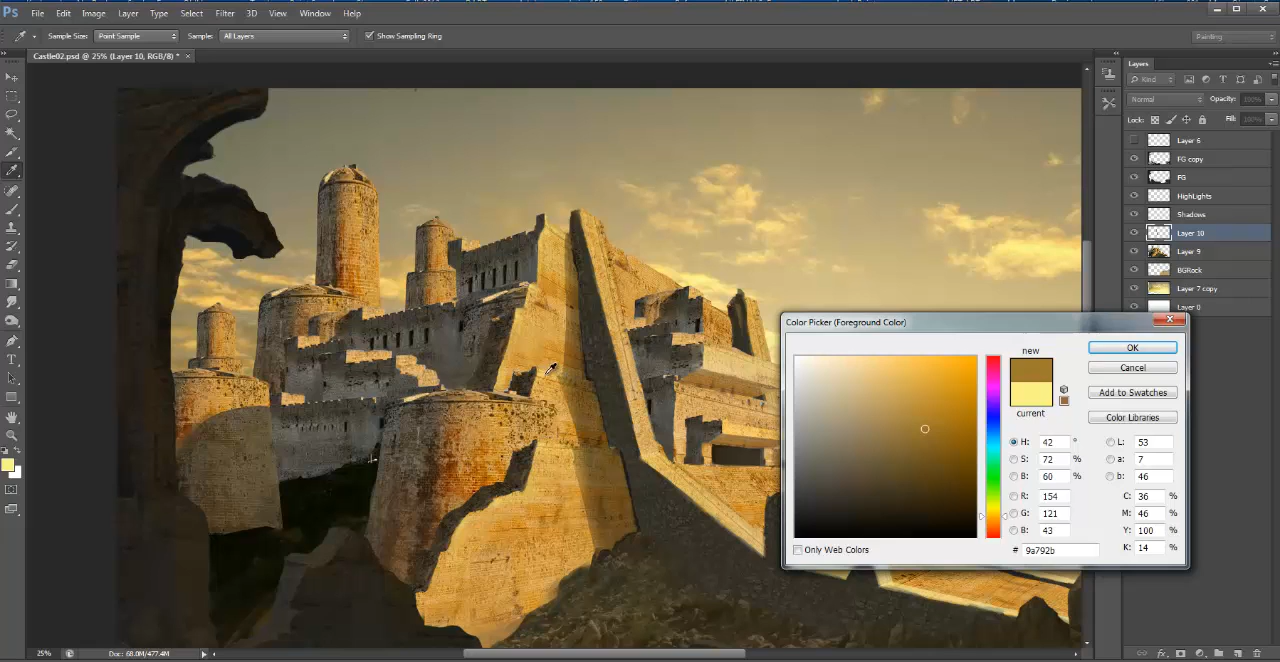 Ps File Edit Image Layer Type Select Filter 3D View Window Help
Sample Size: Point Sample Sample: All Layers Show Sampling Ring Painting
Castle02.psd @ 25% (Layer 10, RGB/8) * ×
Layers
Kind
Normal Opacity: 100%
Lock: Fill: 100%
Layer 6
FG copy
FG
HighLights
Shadows
Layer 10
Layer 9
BGRock
Layer 7 copy
Layer 0
Color Picker (Foreground Color)
new
current
OK
Cancel
Add to Swatches
Color Libraries
H: 42 °
S: 72 %
B: 60 %
R: 154
G: 121
B: 43
L: 53
a: 7
b: 46
C: 36 %
M: 46 %
Y: 100 %
K: 14 %
# 9a792b
Only Web Colors
25% Doc: 68.0M/477.4M